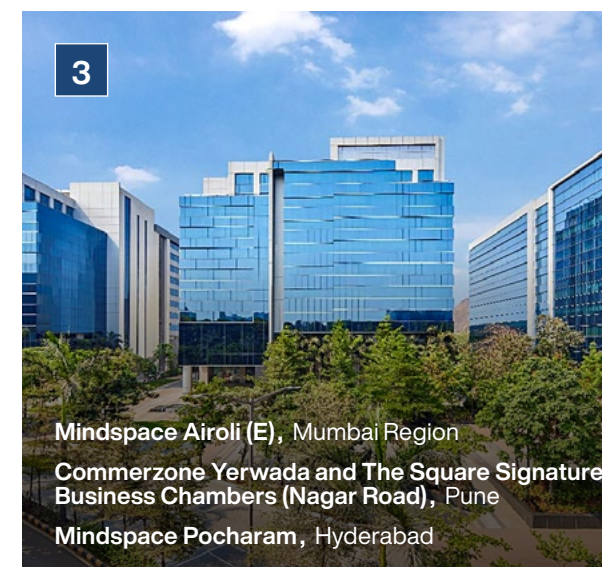 3
Mindspace Airoli (E), Mumbai Region
Commerzone Yerwada and The Square Signature
Business Chambers (Nagar Road), Pune
Mindspace Pocharam, Hyderabad